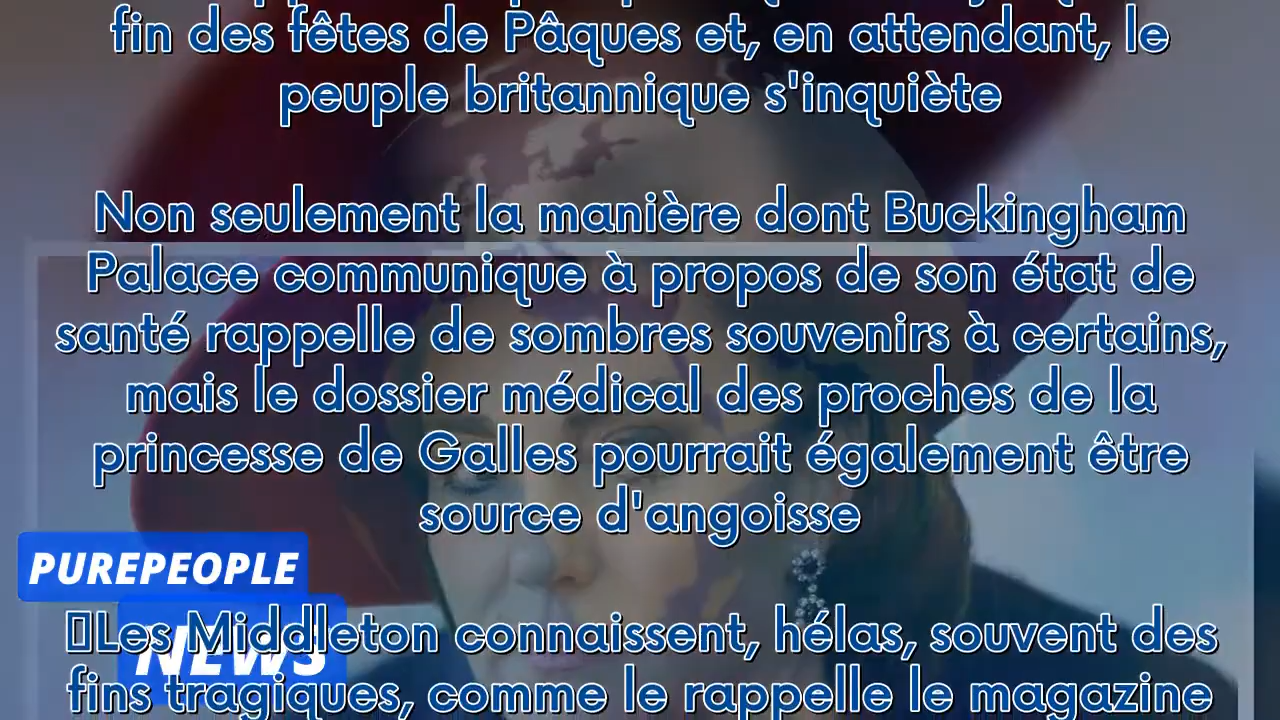 fin des fêtes de Pâques et, en attendant, le
peuple britannique s'inquiète
Non seulement la manière dont Buckingham
Palace communique à propos de son état de
santé rappelle de sombres souvenirs à certains,
mais le dossier médical des proches de la
princesse de Galles pourrait également être
source d'angoisse
PUREPEOPLE
NEWS
Les Middleton connaissent, hélas, souvent des
fins tragiques, comme le rappelle le magazine